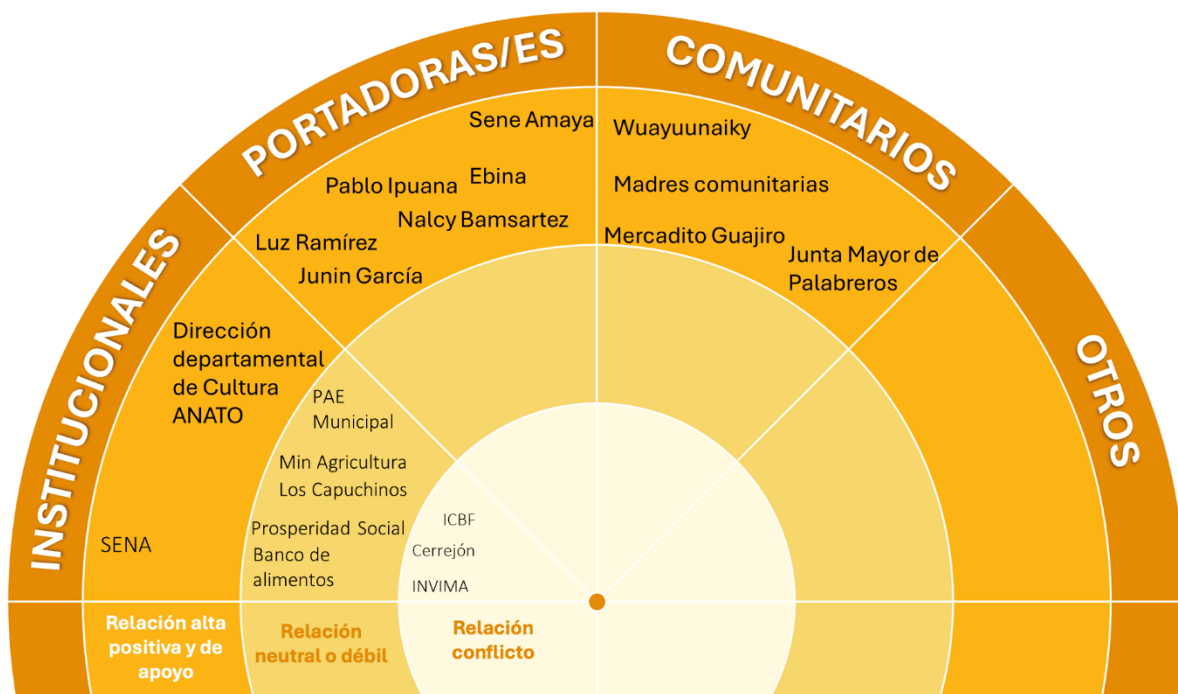 INSTITUCIONALES
PORTADORAS/ES
COMUNITARIOS
OTROS
Sene Amaya
Pablo Ipuana
Ebina
Nalcy Bamsartez
Luz Ramírez
Junin García
Wuayuunaiky
Madres comunitarias
Mercadito Guajiro
Junta Mayor de
Palabreros
Dirección
departamental
de Cultura
ANATO
SENA
PAE
Municipal
Min Agricultura
Los Capuchinos
Prosperidad Social
Banco de
alimentos
ICBF
Cerrejón
INVIMA
Relación alta
positiva y de
apoyo
Relación
neutral o débil
Relación
conflicto